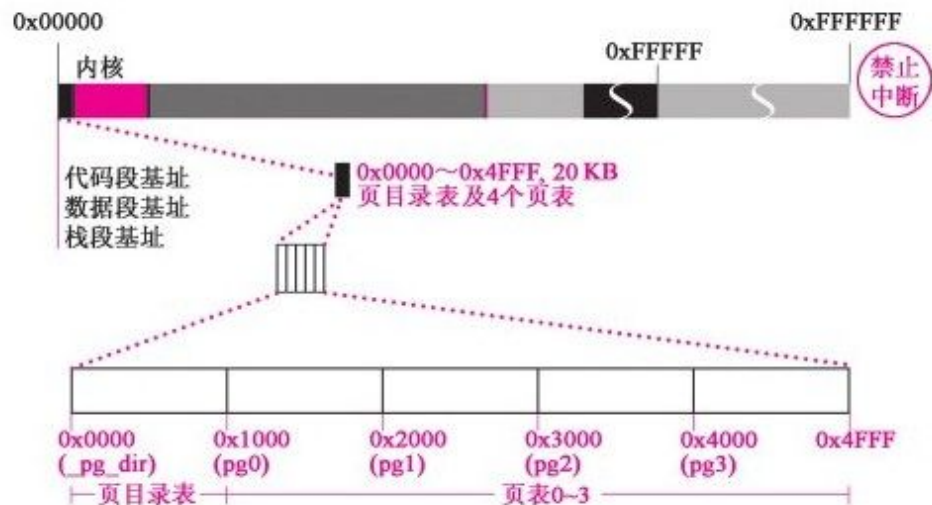 0x00000
0xFFFFFF
0xFFFFF
内核
禁止
中断
0x0000～0x4FFF, 20 KB
页目录表及4个页表
代码段基址
数据段基址
栈段基址
0x0000
(_pg_dir)
0x1000
(pg0)
0x2000
(pg1)
0x3000
(pg2)
0x4000
(pg3)
0x4FFF
页目录表
页表0~3